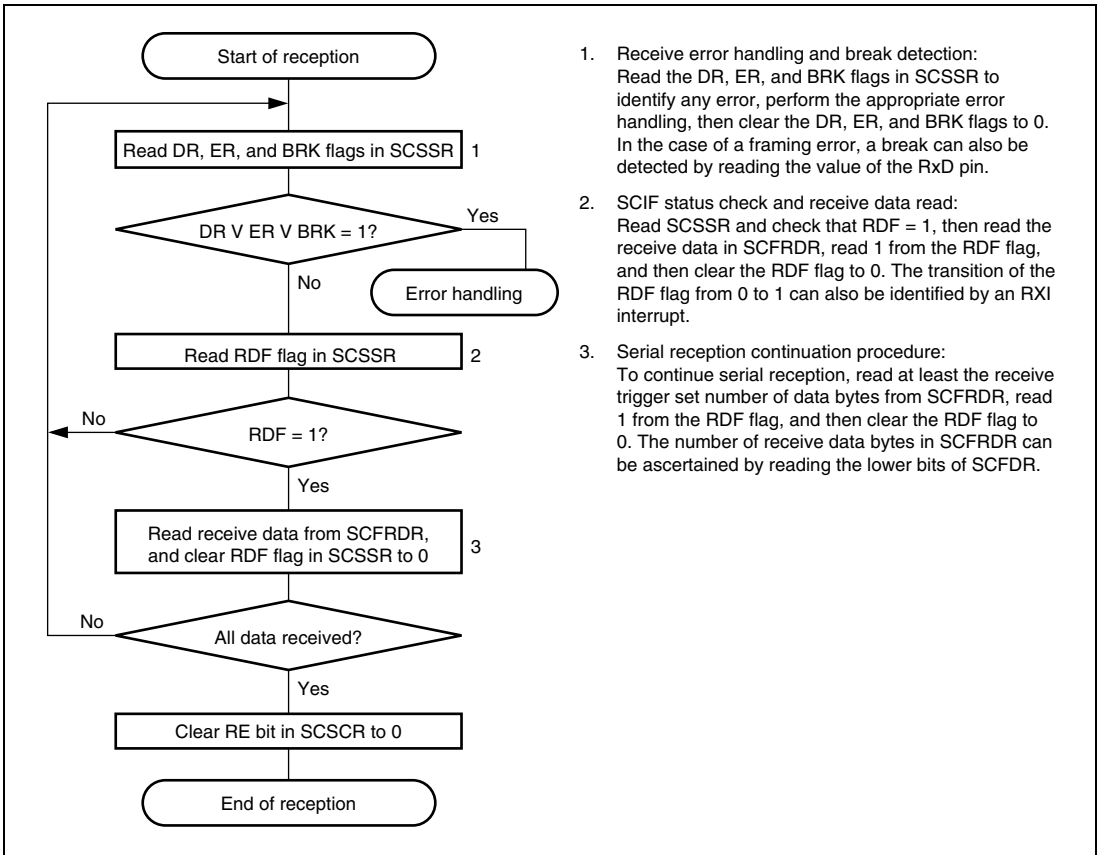 Start of reception
Read DR, ER, and BRK flags in SCSSR 1
DR V ER V BRK = 1?
Yes
No
Error handling
Read RDF flag in SCSSR 2
No
RDF = 1?
Yes
Read receive data from SCFRDR,
and clear RDF flag in SCSSR to 0
3
No
All data received?
Yes
Clear RE bit in SCSCR to 0
End of reception
1. Receive error handling and break detection:
Read the DR, ER, and BRK flags in SCSSR to
identify any error, perform the appropriate error
handling, then clear the DR, ER, and BRK flags to 0.
In the case of a framing error, a break can also be
detected by reading the value of the RxD pin.
2. SCIF status check and receive data read:
Read SCSSR and check that RDF = 1, then read the
receive data in SCFRDR, read 1 from the RDF flag,
and then clear the RDF flag to 0. The transition of the
RDF flag from 0 to 1 can also be identified by an RXI
interrupt.
3. Serial reception continuation procedure:
To continue serial reception, read at least the receive
trigger set number of data bytes from SCFRDR, read
1 from the RDF flag, and then clear the RDF flag to
0. The number of receive data bytes in SCFRDR can
be ascertained by reading the lower bits of SCFDR.